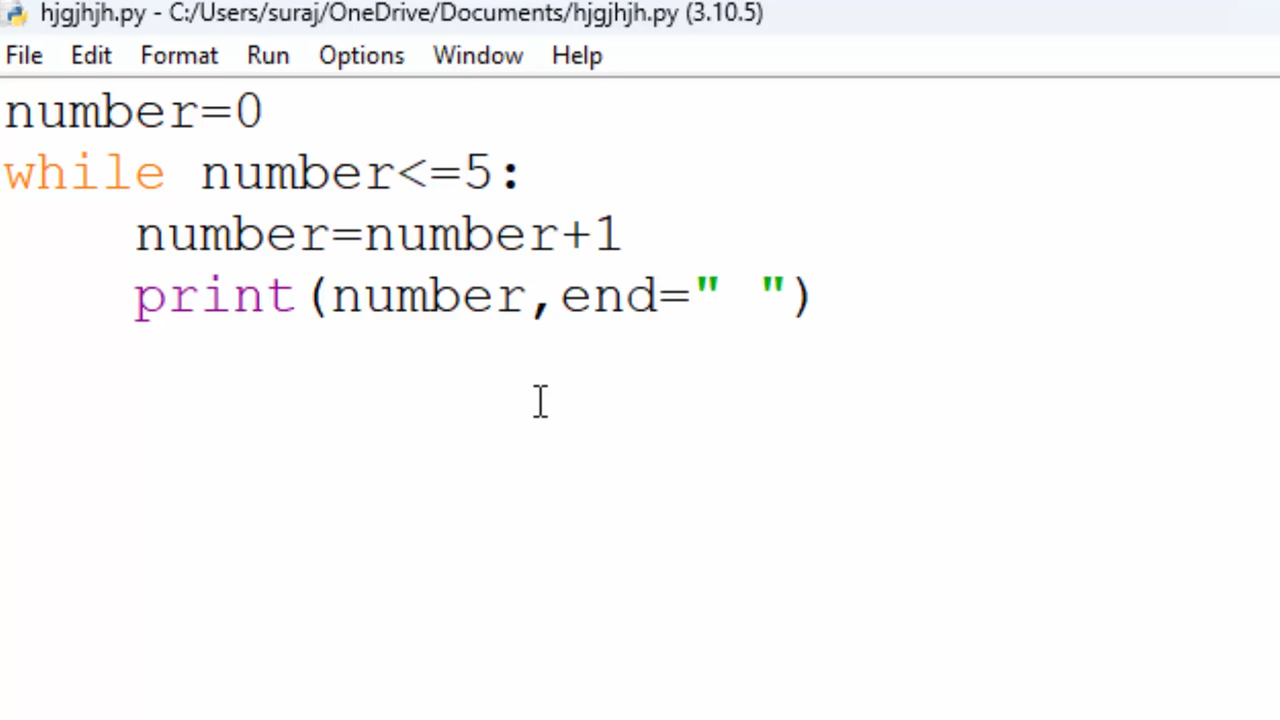 hjgjhjh.py - C:/Users/suraj/OneDrive/Documents/hjgjhjh.py (3.10.5)
File Edit Format Run Options Window Help
number=0
while number<=5:
    number=number+1
    print(number,end=" ")